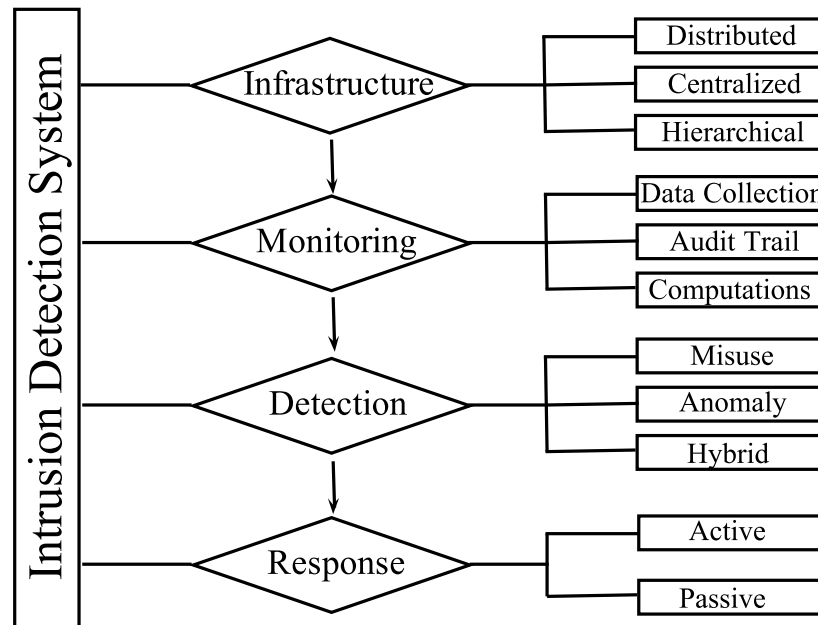 Intrusion Detection System
Infrastructure
Distributed
Centralized
Hierarchical
Monitoring
Data Collection
Audit Trail
Computations
Detection
Misuse
Anomaly
Hybrid
Response
Active
Passive